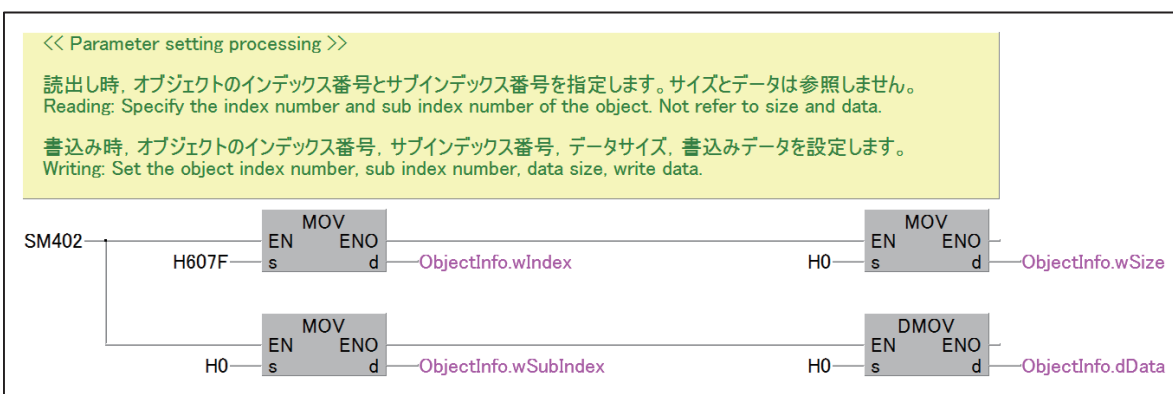 << Parameter setting processing >>
読出し時，オブジェクトのインデックス番号とサブインデックス番号を指定します。サイズとデータは参照しません。
Reading: Specify the index number and sub index number of the object. Not refer to size and data.
書込み時，オブジェクトのインデックス番号，サブインデックス番号，データサイズ，書込みデータを設定します。
Writing: Set the object index number, sub index number, data size, write data.
MOV MOV
SM402 EN ENO EN ENO
H607F s d ObjectInfo.wIndex H0 s d ObjectInfo.wSize
MOV DMOV
EN ENO EN ENO
H0 s d ObjectInfo.wSubIndex H0 s d ObjectInfo.dData